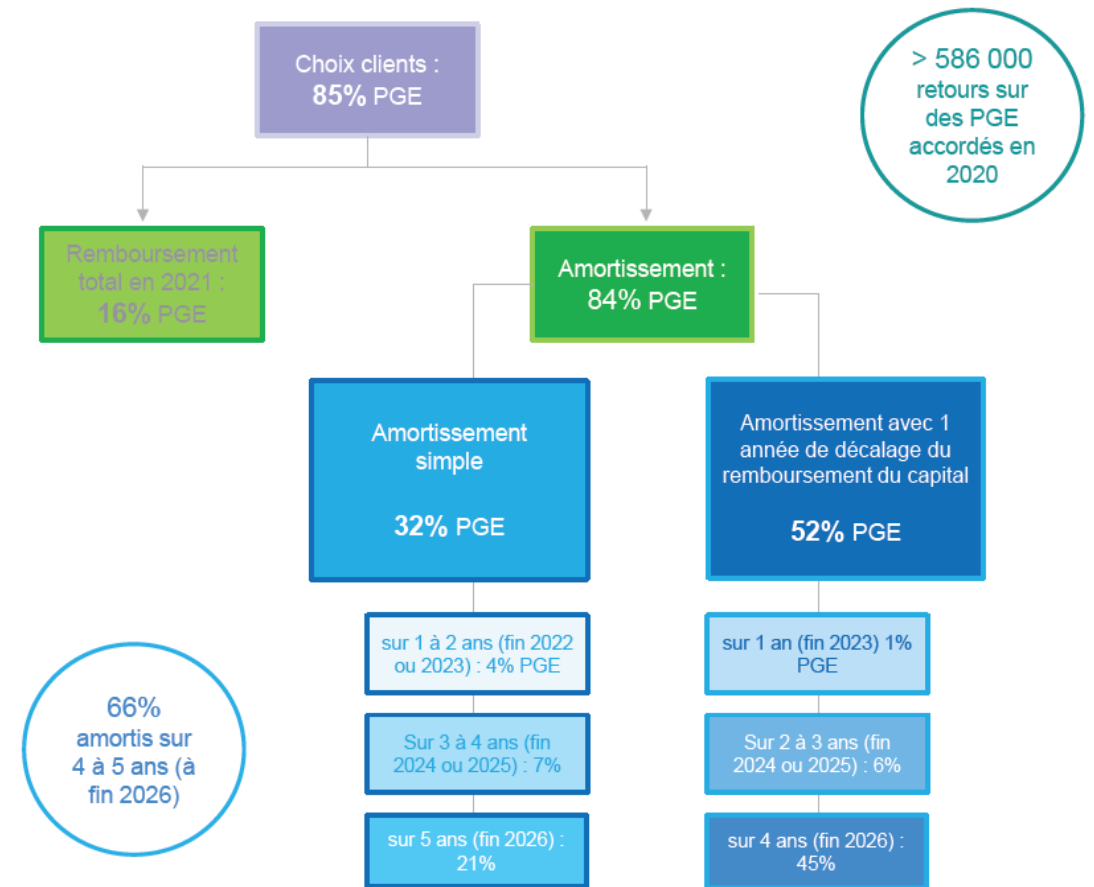 Choix clients :
85% PGE
> 586 000
retours sur
des PGE
accordés en
2020
Remboursement
total en 2021 :
16% PGE
Amortissement :
84% PGE
Amortissement
simple
32% PGE
Amortissement avec 1
année de décalage du
remboursement du capital
52% PGE
sur 1 à 2 ans (fin 2022
ou 2023) : 4% PGE
Sur 3 à 4 ans (fin
2024 ou 2025) : 7%
sur 5 ans (fin 2026) :
21%
sur 1 an (fin 2023) 1%
PGE
Sur 2 à 3 ans (fin
2024 ou 2025) : 6%
sur 4 ans (fin 2026) :
45%
66%
amortis sur
4 à 5 ans (à
fin 2026)